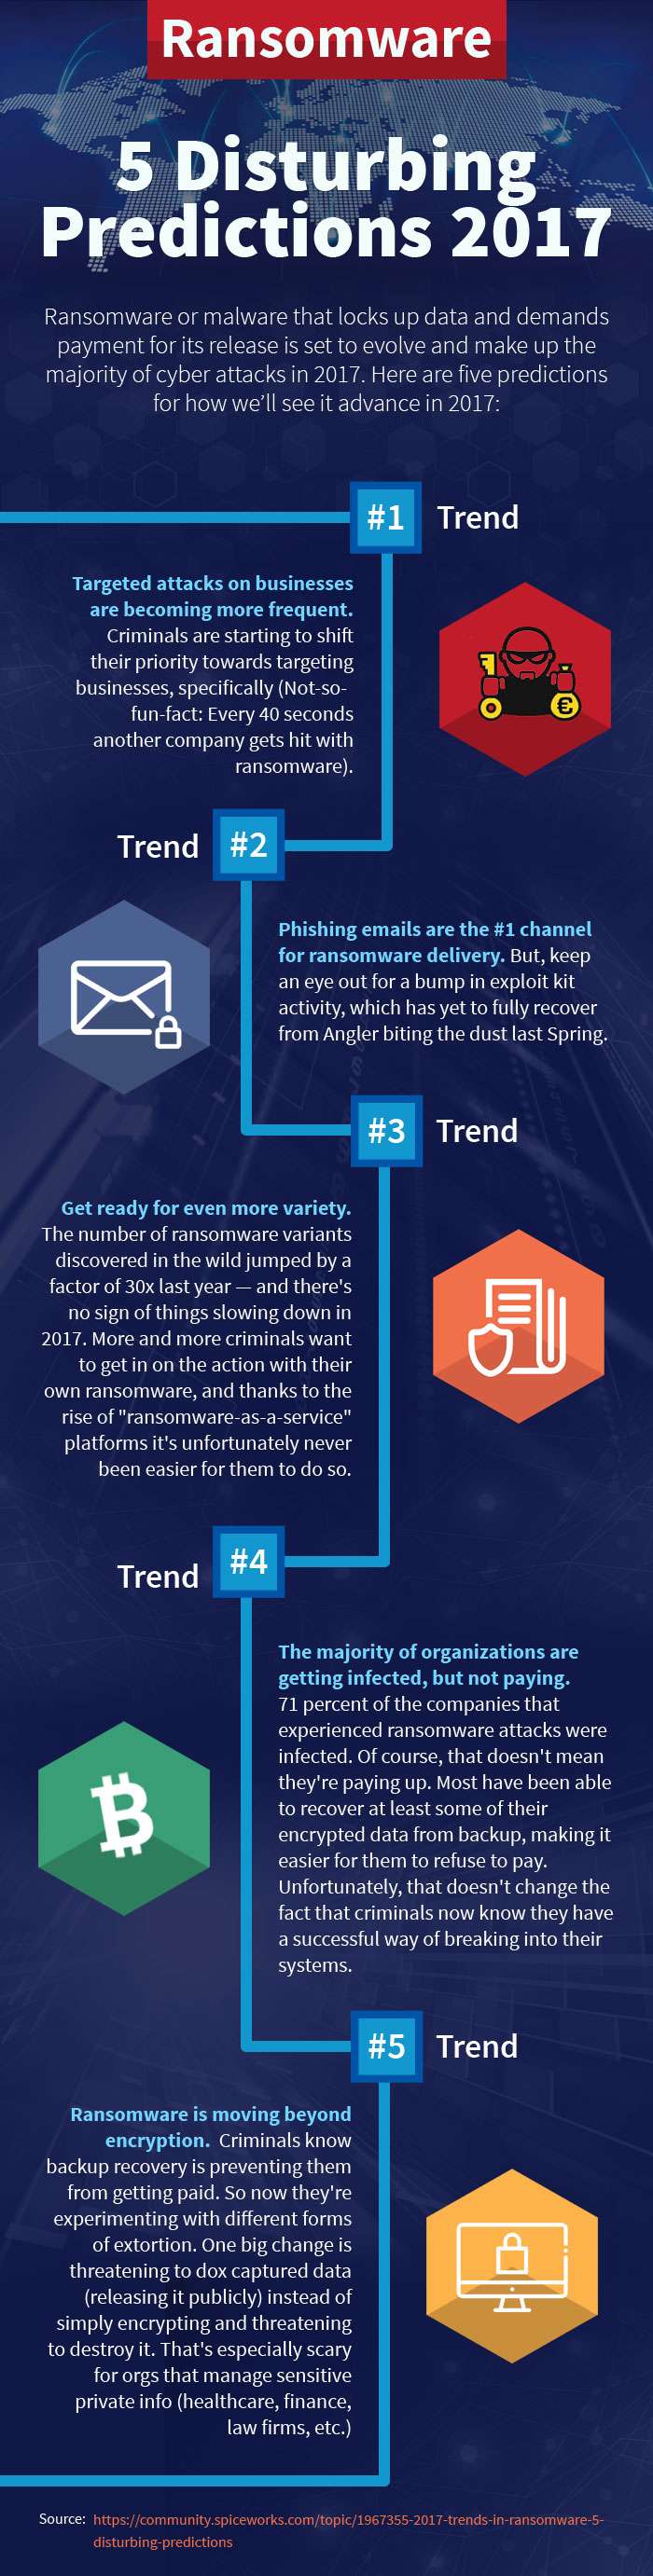 Ransomware
5 Disturbing
Predictions 2017
Ransomware or malware that locks up data and demands
payment for its release is set to evolve and make up the
majority of cyber attacks in 2017. Here are five predictions
for how we’ll see it advance in 2017:
#1 Trend
Targeted attacks on businesses
are becoming more frequent.
Criminals are starting to shift
their priority towards targeting
businesses, specifically (Not-so-
fun-fact: Every 40 seconds
another company gets hit with
ransomware).
€
Trend #2
Phishing emails are the #1 channel
for ransomware delivery. But, keep
an eye out for a bump in exploit kit
activity, which has yet to fully recover
from Angler biting the dust last Spring.
#3 Trend
Get ready for even more variety.
The number of ransomware variants
discovered in the wild jumped by a
factor of 30x last year — and there's
no sign of things slowing down in
2017. More and more criminals want
to get in on the action with their
own ransomware, and thanks to the
rise of "ransomware-as-a-service"
platforms it's unfortunately never
been easier for them to do so.
Trend #4
The majority of organizations are
getting infected, but not paying.
71 percent of the companies that
experienced ransomware attacks were
infected. Of course, that doesn't mean
they're paying up. Most have been able
to recover at least some of their
encrypted data from backup, making it
easier for them to refuse to pay.
Unfortunately, that doesn't change the
fact that criminals now know they have
a successful way of breaking into their
systems.
#5 Trend
Ransomware is moving beyond
encryption. Criminals know
backup recovery is preventing them
from getting paid. So now they're
experimenting with different forms
of extortion. One big change is
threatening to dox captured data
(releasing it publicly) instead of
simply encrypting and threatening
to destroy it. That's especially scary
for orgs that manage sensitive
private info (healthcare, finance,
law firms, etc.)
Source: https://community.spiceworks.com/topic/1967355-2017-trends-in-ransomware-5-
disturbing-predictions